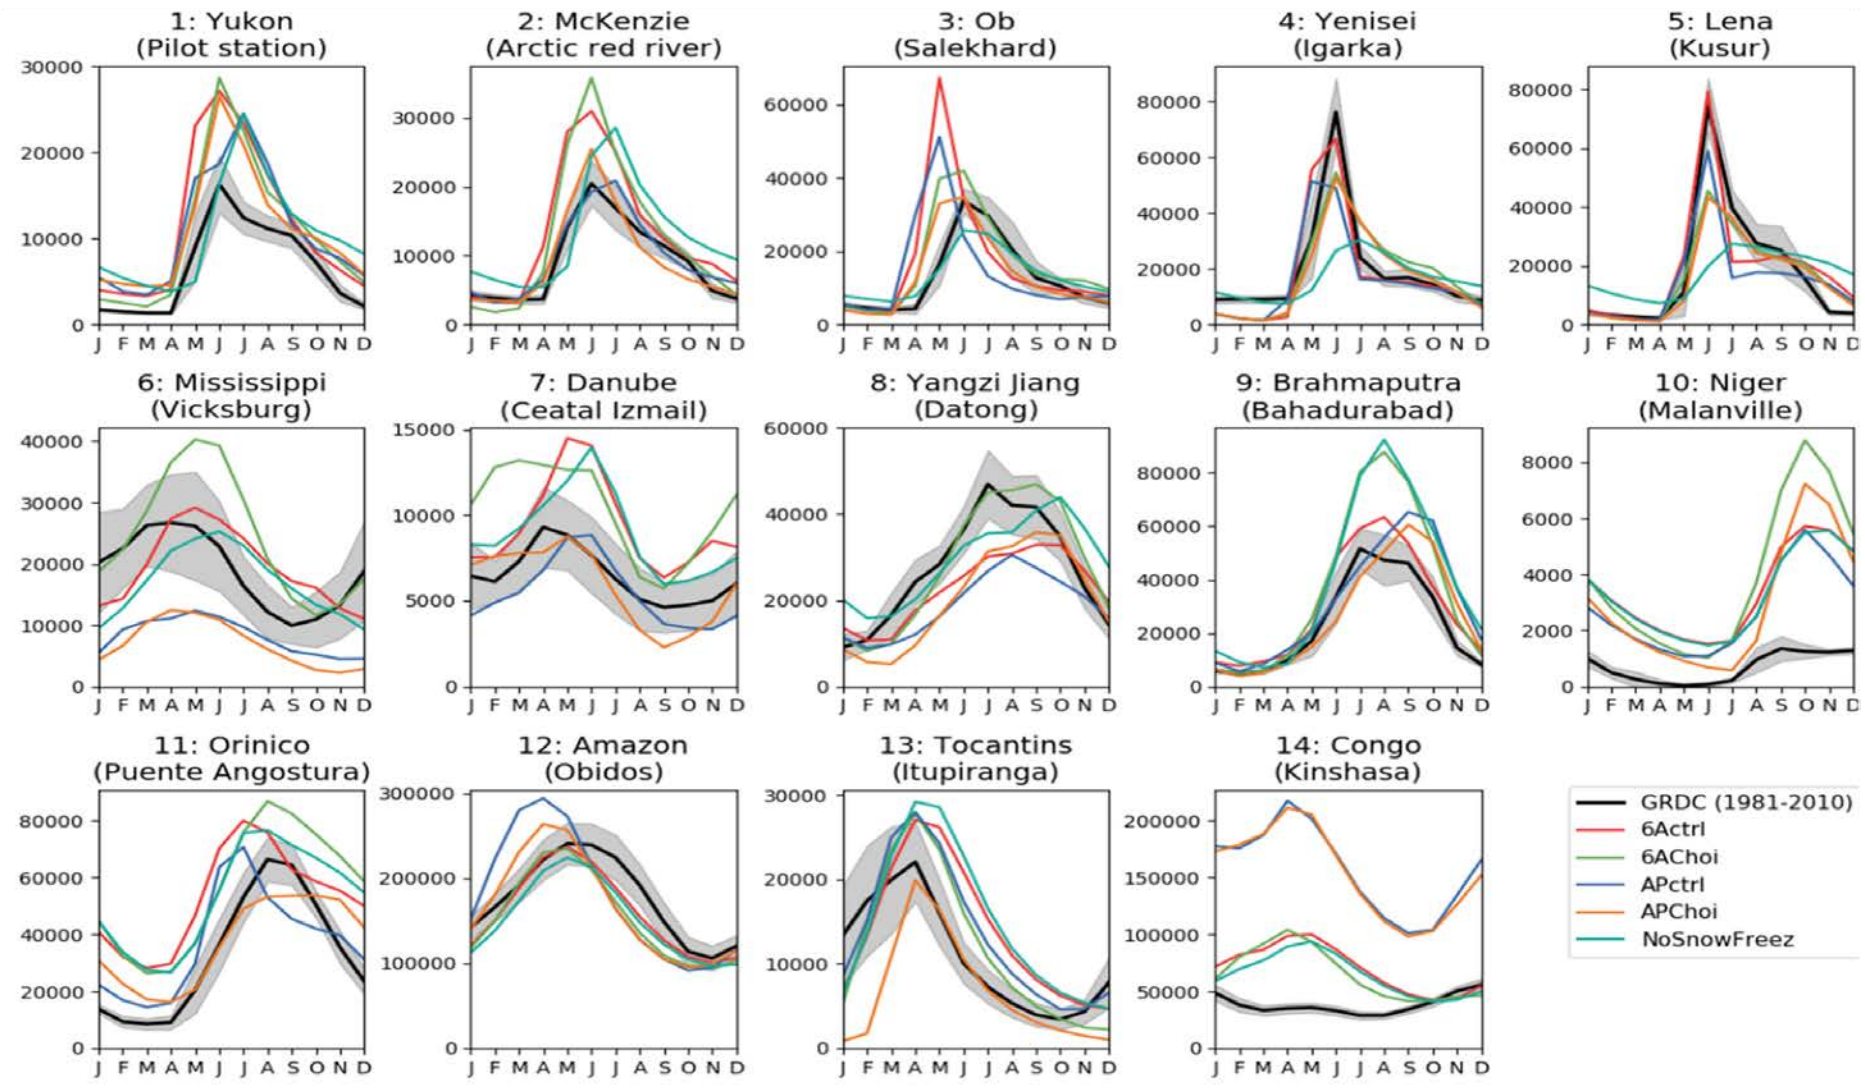 1: Yukon
(Pilot station)
2: McKenzie
(Arctic red river)
3: Ob
(Salekhard)
4: Yenisei
(Igarka)
5: Lena
(Kusur)
30000
20000
10000
0
J F M A M J J A S O N D
30000
20000
10000
0
J F M A M J J A S O N D
60000
40000
20000
0
J F M A M J J A S O N D
80000
60000
40000
20000
0
J F M A M J J A S O N D
80000
60000
40000
20000
0
J F M A M J J A S O N D
6: Mississippi
(Vicksburg)
7: Danube
(Ceatal Izmail)
8: Yangzi Jiang
(Datong)
9: Brahmaputra
(Bahadurabad)
10: Niger
(Malanville)
40000
30000
20000
10000
0
J F M A M J J A S O N D
15000
10000
5000
0
J F M A M J J A S O N D
60000
40000
20000
0
J F M A M J J A S O N D
80000
60000
40000
20000
0
J F M A M J J A S O N D
8000
6000
4000
2000
0
J F M A M J J A S O N D
11: Orinico
(Puente Angostura)
12: Amazon
(Obidos)
13: Tocantins
(Itupiranga)
14: Congo
(Kinshasa)
80000
60000
40000
20000
0
J F M A M J J A S O N D
300000
200000
100000
0
J F M A M J J A S O N D
30000
20000
10000
0
J F M A M J J A S O N D
200000
150000
100000
50000
0
J F M A M J J A S O N D
GRDC (1981-2010)
6Actrl
6AChoi
APctrl
APChoi
NoSnowFreez